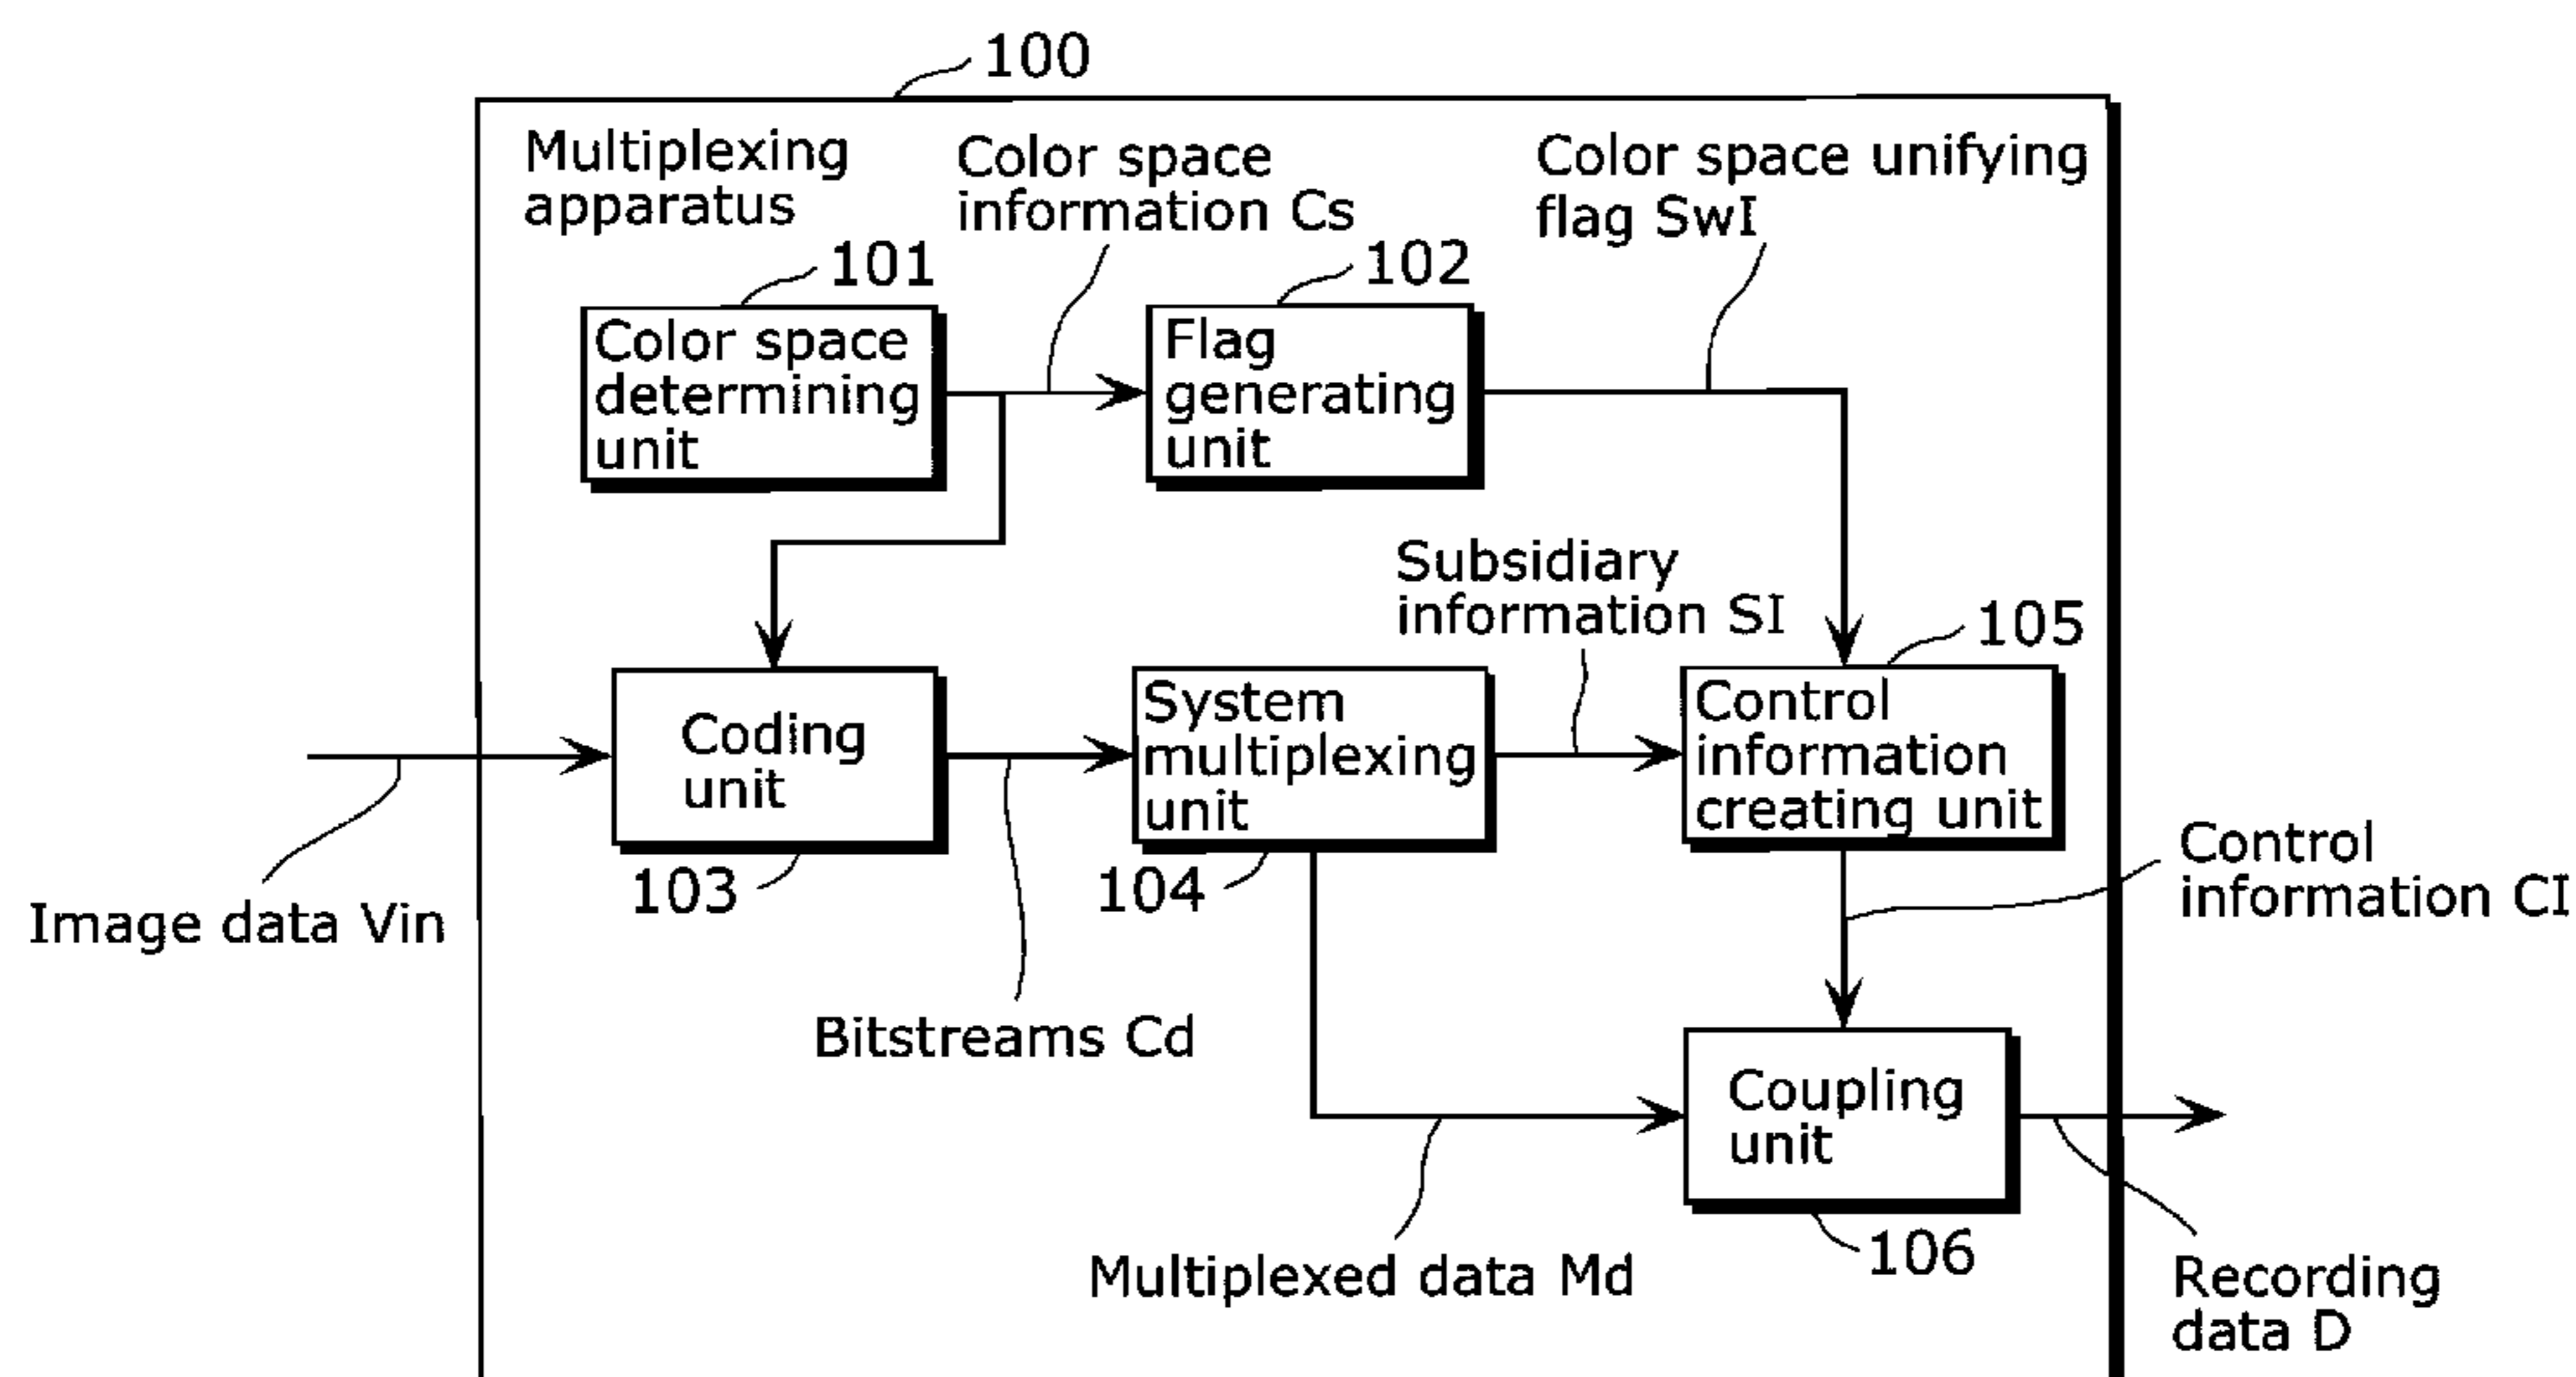 100
Multiplexing
apparatus
Color space
information Cs
Color space unifying
flag SwI
101
102
Color space
determining
unit
Flag
generating
unit
Subsidiary
information SI
105
Coding
unit
System
multiplexing
unit
Control
information
creating unit
103
104
Image data Vin
Control
information CI
Bitstreams Cd
Coupling
unit
106
Multiplexed data Md
Recording
data D